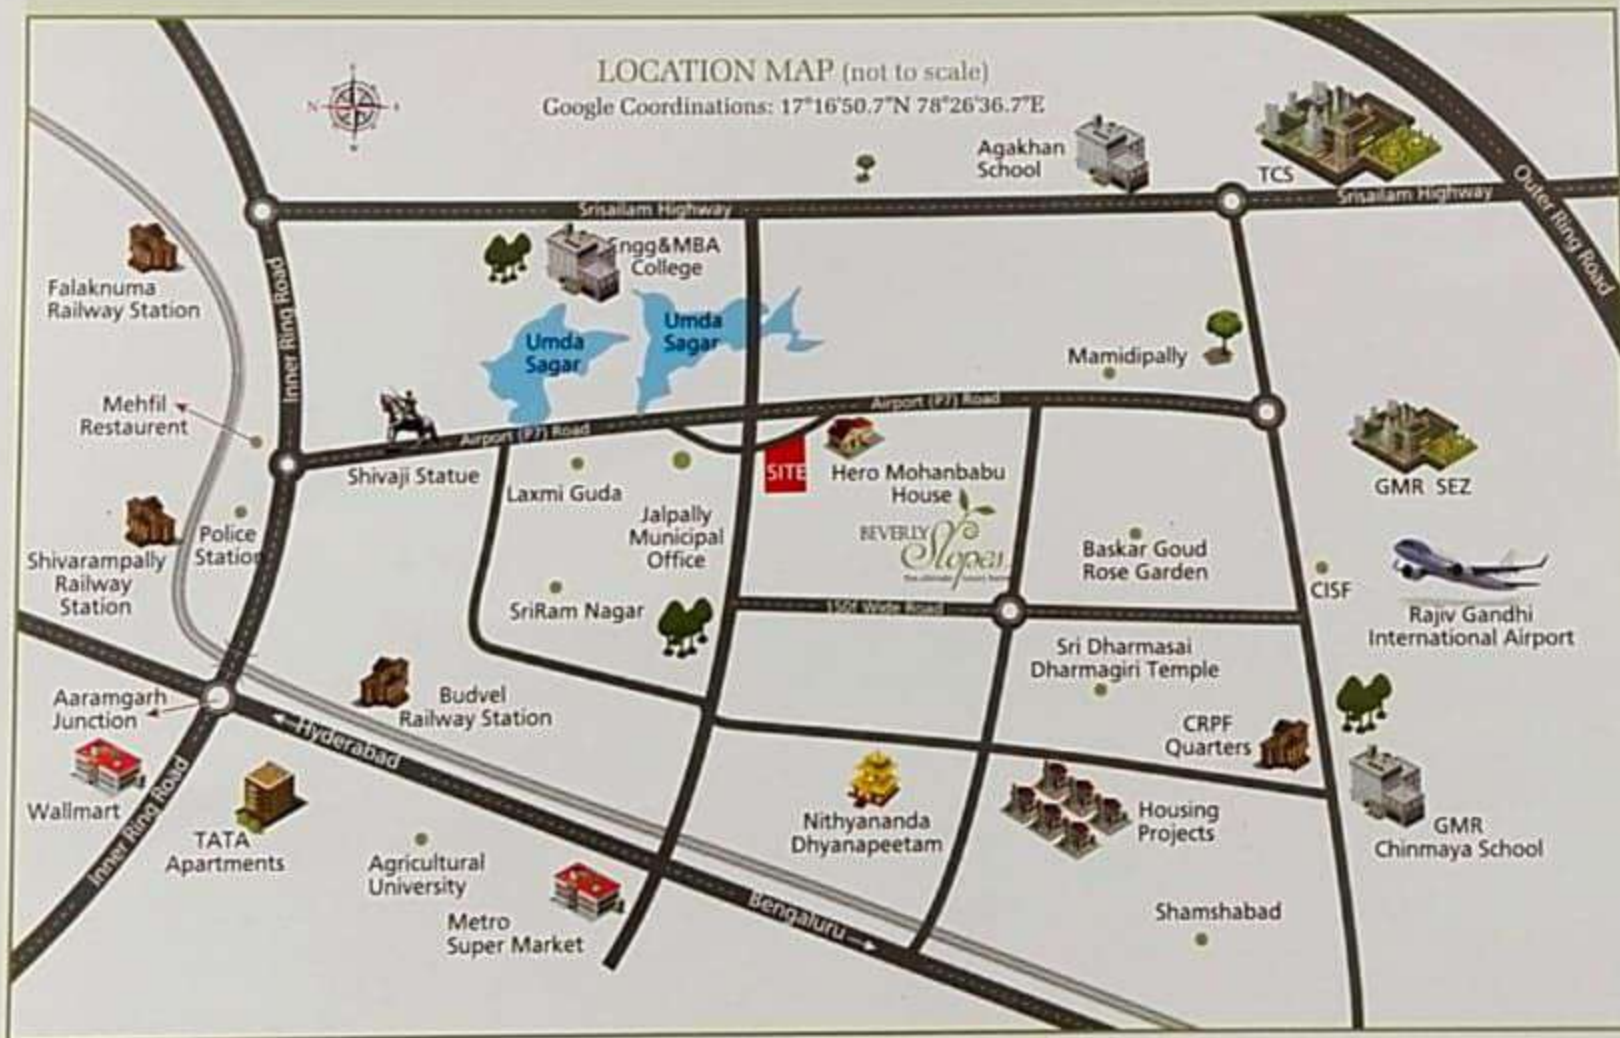 LOCATION MAP (not to scale)
Google Coordinations: 17°16'50.7"N 78°26'36.7"E
N
Agakhan
School
TCS
Srisailam Highway
Srisailam Highway
Outer Ring Road
Engg&MBA
College
Falaknuma
Railway Station
Inner Ring Road
Umda
Sagar
Umda
Sagar
Mamidipally
Mehfil
Restaurent
Airport (P7) Road
Airport (P7) Road
Shivaji Statue
SITE
Hero Mohanbabu
House
GMR SEZ
Laxmi Guda
Jalpally
Municipal
Office
Police
Station
Shivarampally
Railway
Station
BEVERLY
Slopes
Baskar Goud
Rose Garden
CISF
Rajiv Gandhi
International Airport
SriRam Nagar
150f Wide Road
Sri Dharmasai
Dharmagiri Temple
Aaramgarh
Junction
Budvel
Railway Station
Hyderabad
CRPF
Quarters
Wallmart
Inner Ring Road
TATA
Apartments
Agricultural
University
Metro
Super Market
Bengaluru
Nithyananda
Dhyanapeetam
Housing
Projects
GMR
Chinmaya School
Shamshabad